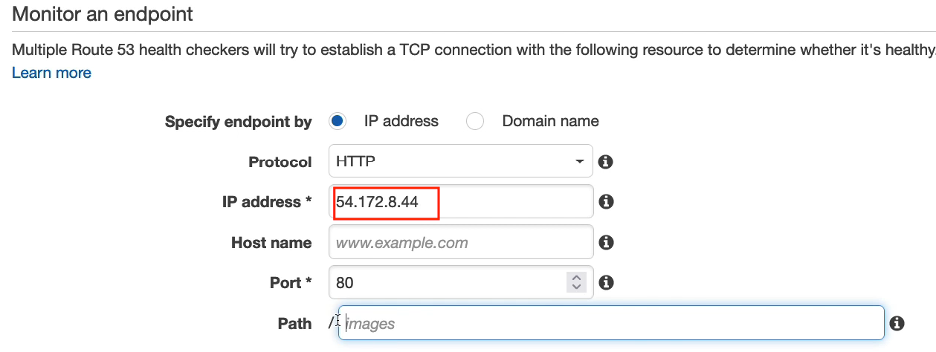 Monitor an endpoint
Multiple Route 53 health checkers will try to establish a TCP connection with the following resource to determine whether it's healthy.
Learn more
Specify endpoint by IP address Domain name
Protocol HTTP
IP address * 54.172.8.44
Host name www.example.com
Port * 80
Path / images